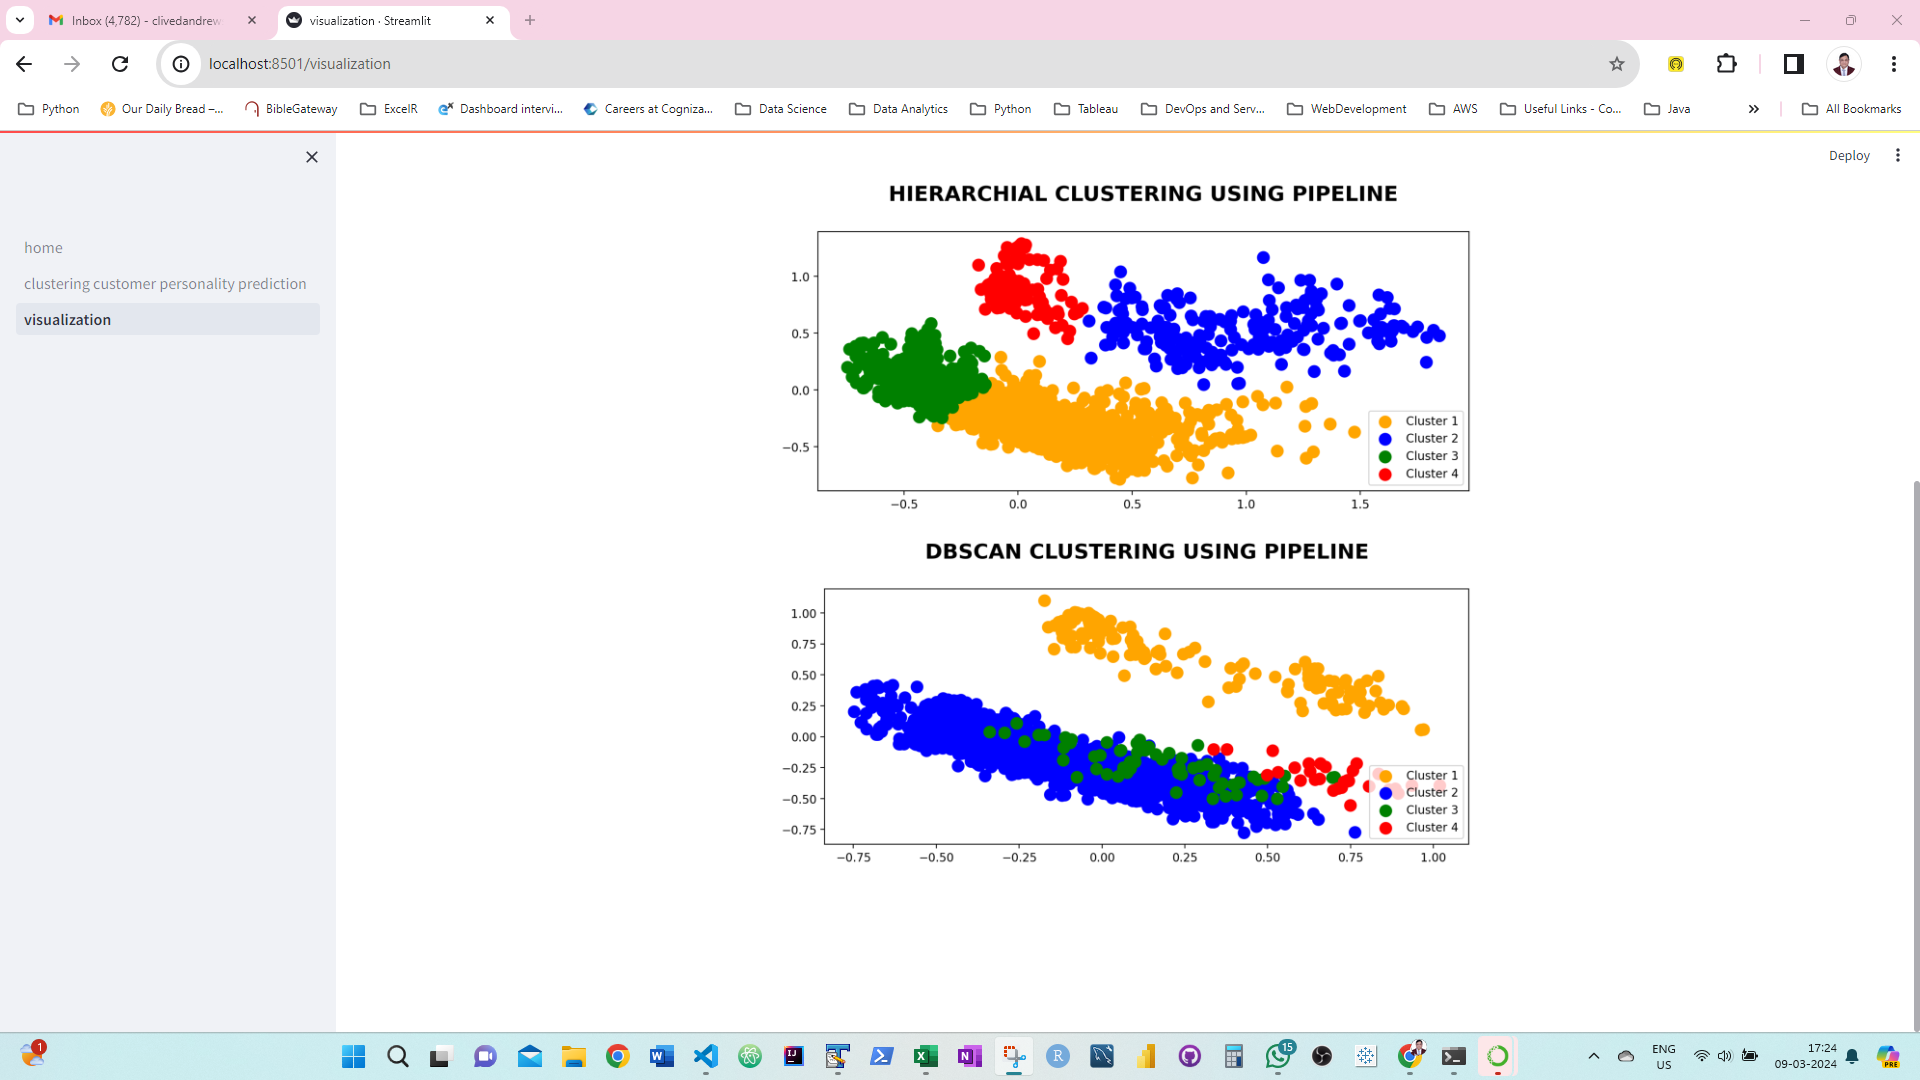 Inbox (4,782) - clivedandrew
visualization · Streamlit
localhost:8501/visualization
Python
Our Daily Bread –...
BibleGateway
ExcelR
Dashboard intervi...
Careers at Cogniza...
Data Science
Data Analytics
Python
Tableau
DevOps and Serv...
WebDevelopment
AWS
Useful Links - Co...
Java
All Bookmarks
Deploy
home
clustering customer personality prediction
visualization
HIERARCHIAL CLUSTERING USING PIPELINE
1.0
0.5
0.0
−0.5
Cluster 1
Cluster 2
Cluster 3
Cluster 4
−0.5 0.0 0.5 1.0 1.5
DBSCAN CLUSTERING USING PIPELINE
1.00
0.75
0.50
0.25
0.00
−0.25
−0.50
−0.75
Cluster 1
Cluster 2
Cluster 3
Cluster 4
−0.75 −0.50 −0.25 0.00 0.25 0.50 0.75 1.00
1
15
ENG
US
17:24
09-03-2024
PRE